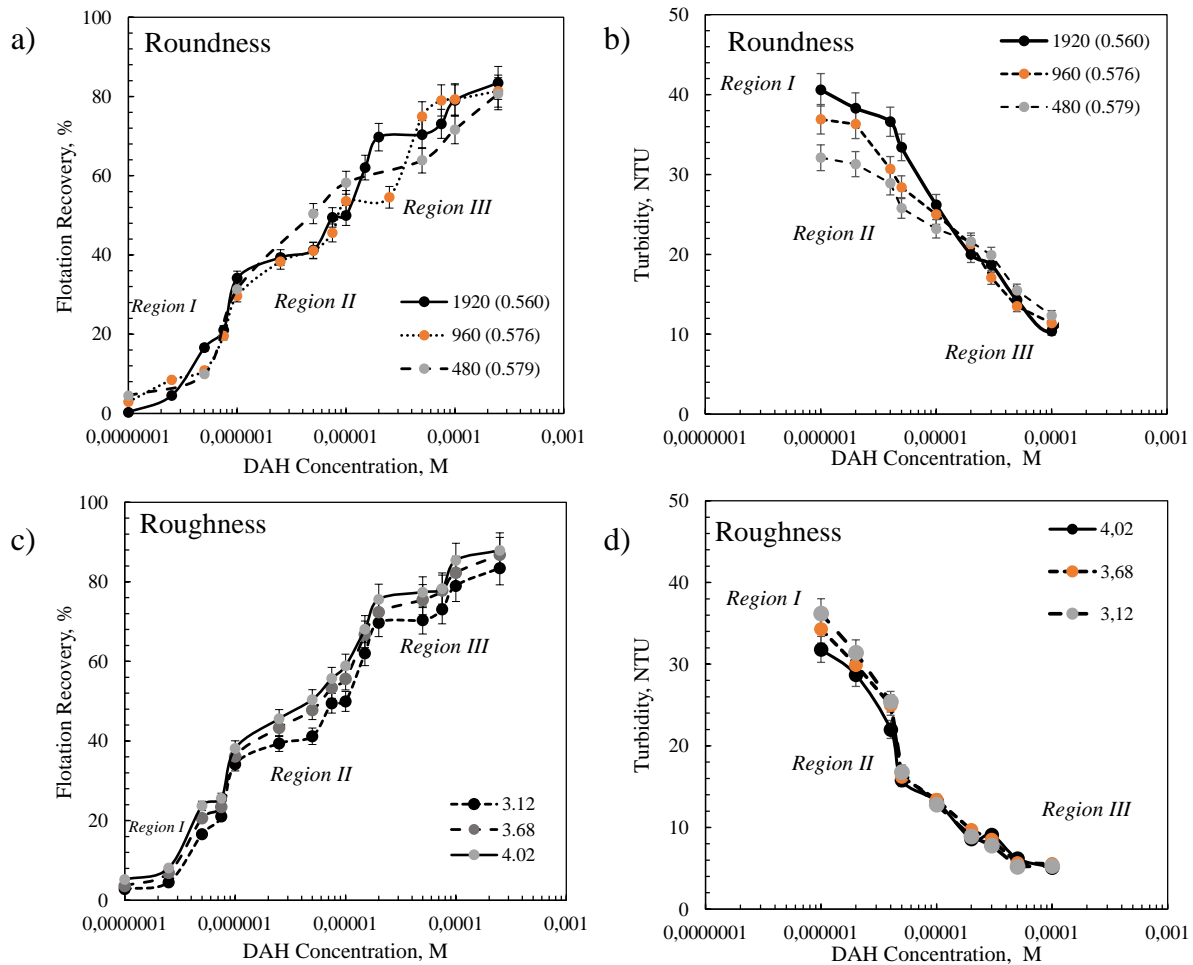 a)
Roundness
Flotation Recovery, %
100
80
60
40
20
0
Region I
Region II
Region III
1920 (0.560)
960 (0.576)
480 (0.579)
0,0000001 0,000001 0,00001 0,0001 0,001
DAH Concentration, M
b)
Roundness
Turbidity, NTU
50
40
30
20
10
0
Region I
Region II
Region III
1920 (0.560)
960 (0.576)
480 (0.579)
0,0000001 0,000001 0,00001 0,0001 0,001
DAH Concentration, M
c)
Roughness
Flotation Recovery, %
100
80
60
40
20
0
Region I
Region II
Region III
3.12
3.68
4.02
0,0000001 0,000001 0,00001 0,0001 0,001
DAH Concentration, M
d)
Roughness
Turbidity, NTU
50
40
30
20
10
0
Region I
Region II
Region III
4,02
3,68
3,12
0,0000001 0,000001 0,00001 0,0001 0,001
DAH Concentration, M